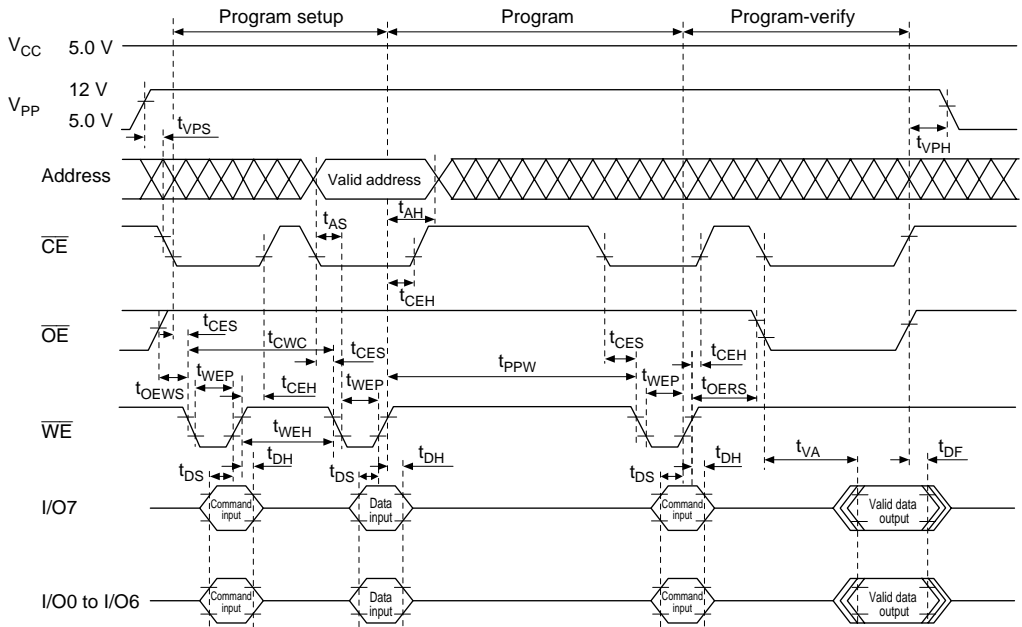 Program setup Program Program-verify
VCC 5.0 V
12 V
VPP
5.0 V
tVPS
tVPH
Address Valid address
tAS tAH
CE
tCEH
OE tCES tCWC tCES tCES tCEH
tPPW
tOEWS tWEP tCEH tWEP tWEP tOERS
WE
tWEH
tDS tDH tDS tDH tDS tDH tVA tDF
I/O7 Command input Data input Command input Valid data output
I/O0 to I/O6 Command input Data input Command input Valid data output